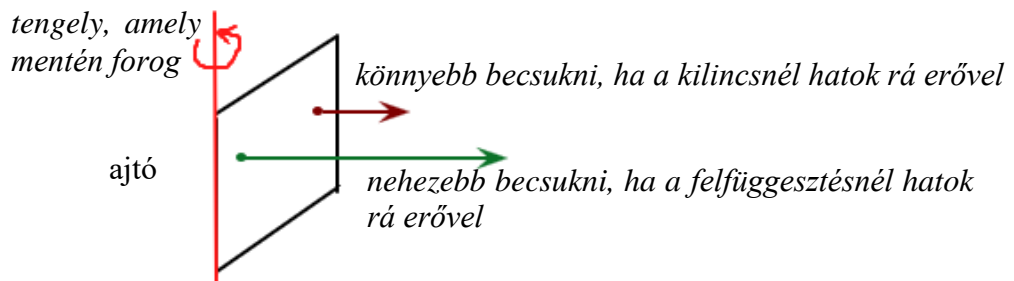 tengely, amely
mentén forog
könnyebb becsukni, ha a kilincsnél hatok rá erővel
ajtó
nehezebb becsukni, ha a felfüggesztésnél hatok
rá erővel